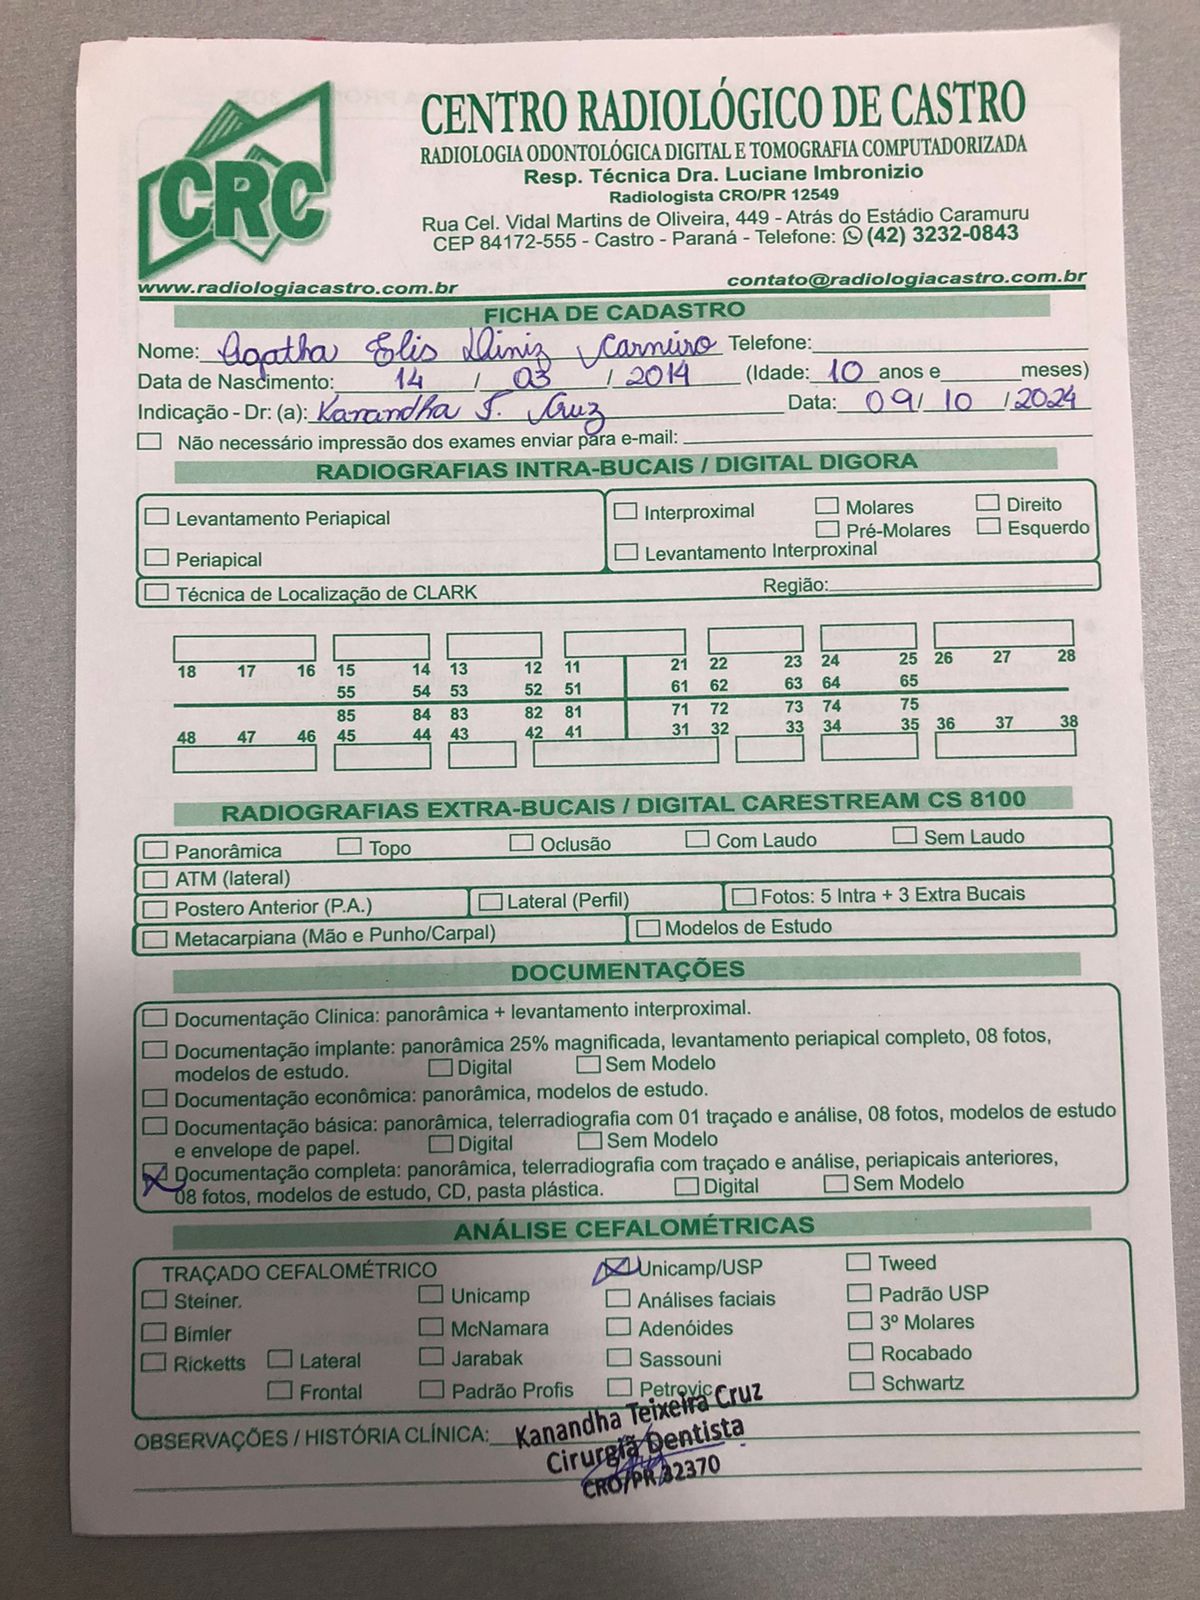 CRC
CENTRO RADIOLÓGICO DE CASTRO
RADIOLOGIA ODONTOLÓGICA DIGITAL E TOMOGRAFIA COMPUTADORIZADA
Resp. Técnica Dra. Luciane Imbronizio
Radiologista CRO/PR 12549
Rua Cel. Vidal Martins de Oliveira, 449 - Atrás do Estádio Caramuru
CEP 84172-555 - Castro - Paraná - Telefone: (42) 3232-0843
www.radiologiacastro.com.br contato@radiologiacastro.com.br
FICHA DE CADASTRO
Nome: Agatha Elis Diniz Carneiro Telefone:
Data de Nascimento: 14 / 03 / 2014 (Idade: 10 anos e meses)
Indicação - Dr: (a): Kanandha T. Cruz Data: 09/ 10 /2024
Não necessário impressão dos exames enviar para e-mail:
RADIOGRAFIAS INTRA-BUCAIS / DIGITAL DIGORA
Levantamento Periapical Interproximal Molares Direito
Pré-Molares Esquerdo
Periapical Levantamento Interproxinal
Técnica de Localização de CLARK Região:
18 17 16 15 14 13 12 11 21 22 23 24 25 26 27 28
55 54 53 52 51 61 62 63 64 65
85 84 83 82 81 71 72 73 74 75
48 47 46 45 44 43 42 41 31 32 33 34 35 36 37 38
RADIOGRAFIAS EXTRA-BUCAIS / DIGITAL CARESTREAM CS 8100
Panorâmica Topo Oclusão Com Laudo Sem Laudo
ATM (lateral)
Postero Anterior (P.A.) Lateral (Perfil) Fotos: 5 Intra + 3 Extra Bucais
Metacarpiana (Mão e Punho/Carpal) Modelos de Estudo
DOCUMENTAÇÕES
Documentação Clinica: panorâmica + levantamento interproximal.
Documentação implante: panorâmica 25% magnificada, levantamento periapical completo, 08 fotos,
modelos de estudo. Digital Sem Modelo
Documentação econômica: panorâmica, modelos de estudo.
Documentação básica: panorâmica, telerradiografia com 01 traçado e análise, 08 fotos, modelos de estudo
e envelope de papel. Digital Sem Modelo
Documentação completa: panorâmica, telerradiografia com traçado e análise, periapicais anteriores,
08 fotos, modelos de estudo, CD, pasta plástica. Digital Sem Modelo
ANÁLISE CEFALOMÉTRICAS
TRAÇADO CEFALOMÉTRICO Unicamp/USP Tweed
Steiner. Unicamp Análises faciais Padrão USP
Bimler McNamara Adenóides 3º Molares
Ricketts Lateral Jarabak Sassouni Rocabado
Frontal Padrão Profis Petrovic Schwartz
OBSERVAÇÕES / HISTÓRIA CLÍNICA: Kanandha Teixeira Cruz
Cirurgiã Dentista
CRO/PR 32370